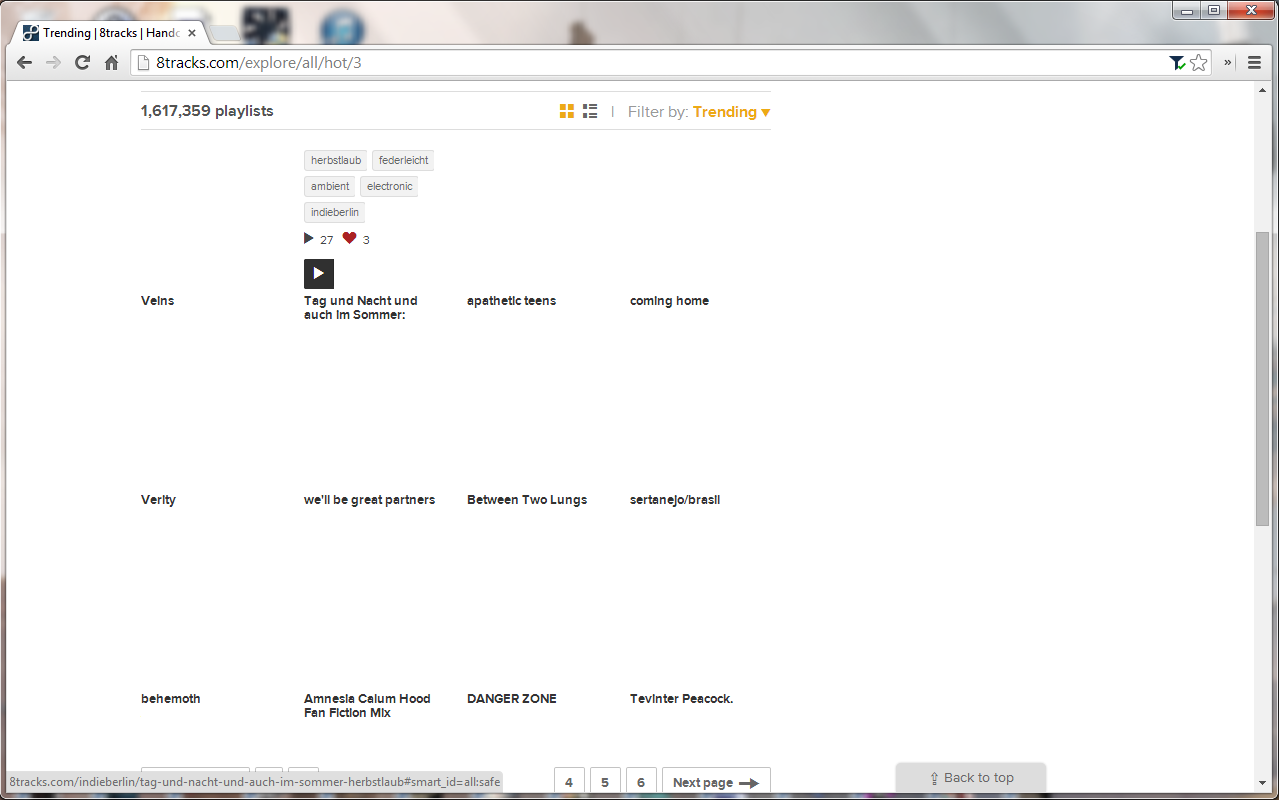 Trending | 8tracks | Handc
8tracks.com/explore/all/hot/3
1,617,359 playlists
Filter by: Trending ▼
herbstlaub federleicht
ambient electronic
indieberlin
27 3
Veins
Tag und Nacht und
auch im Sommer:
apathetic teens
coming home
Verity
we'll be great partners
Between Two Lungs
sertanejo/brasil
behemoth
Amnesia Calum Hood
Fan Fiction Mix
DANGER ZONE
Tevinter Peacock.
4 5 6 Next page
Back to top
8tracks.com/indieberlin/tag-und-nacht-und-auch-im-sommer-herbstlaub#smart_id=all:safe